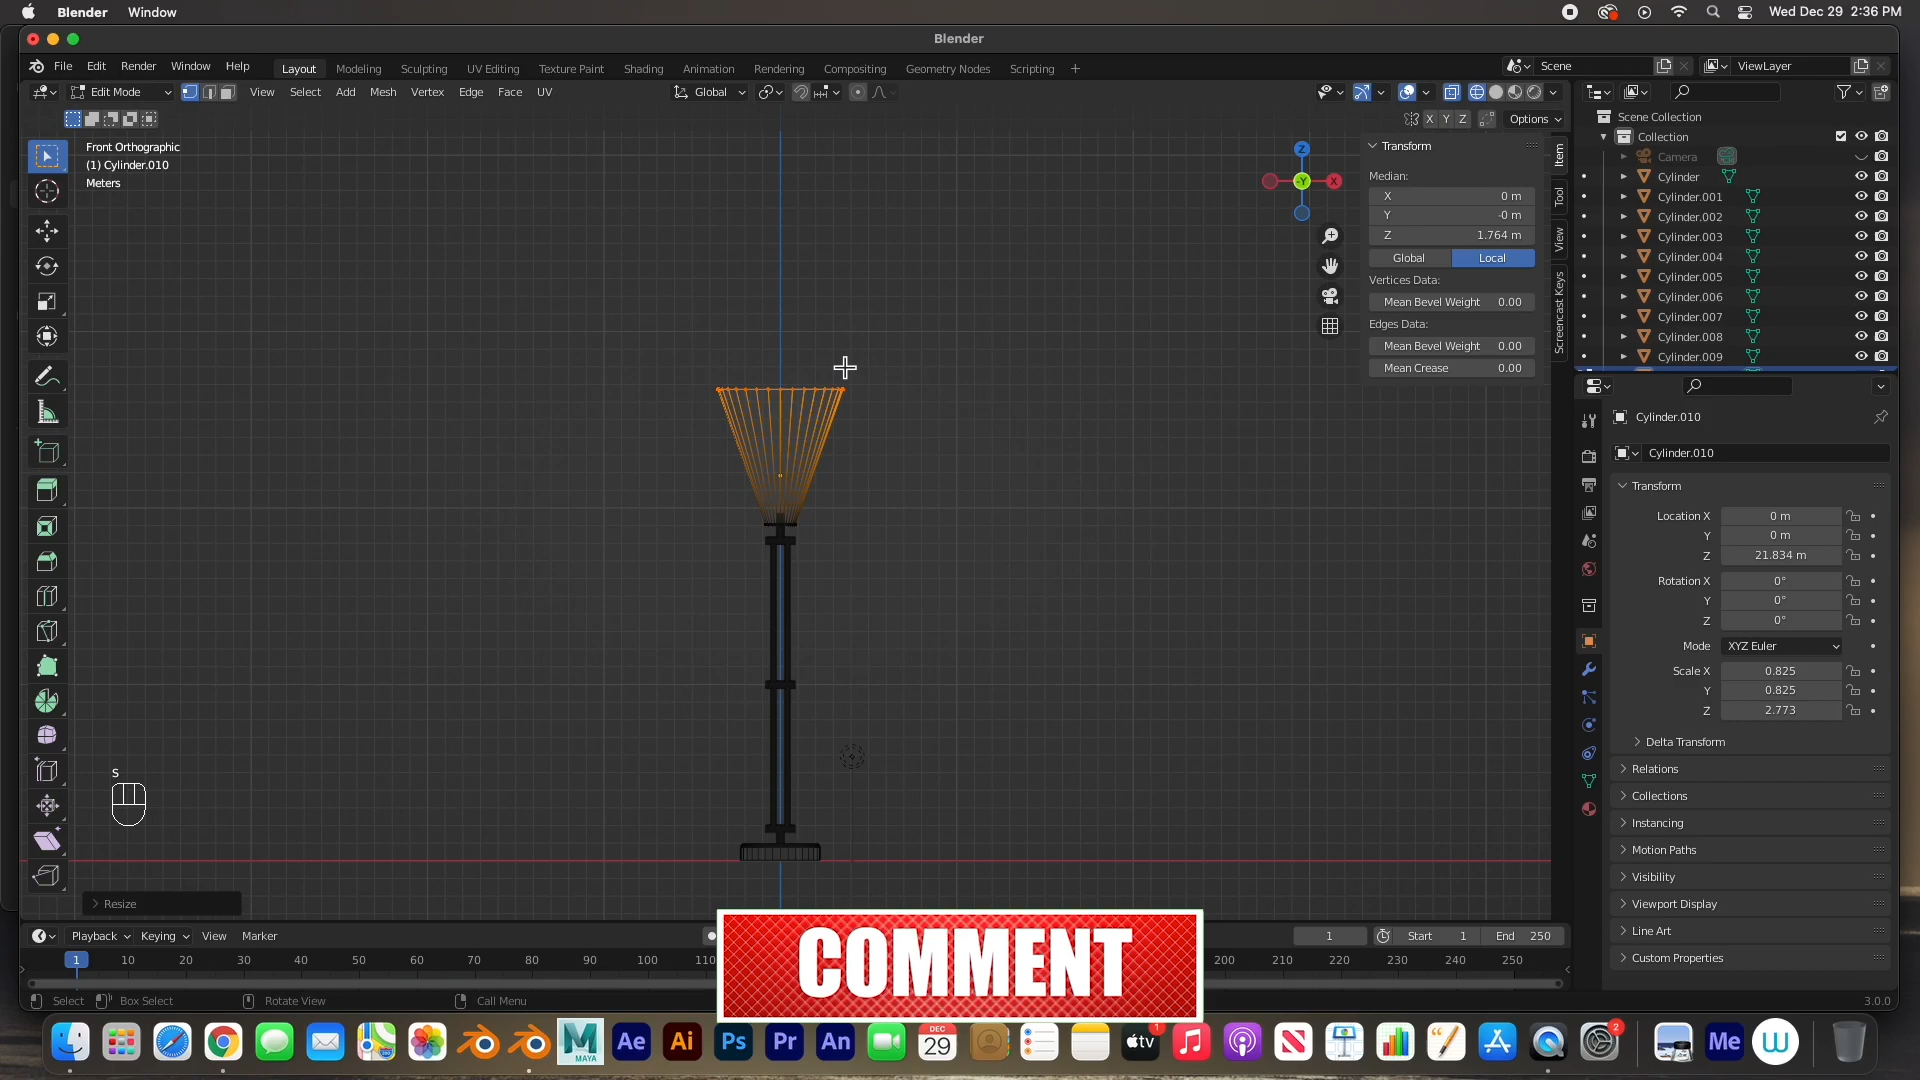 Blender Window Wed Dec 29 2:36 PM
Blender
File Edit Render Window Help Layout Modeling Sculpting UV Editing Texture Paint Shading Animation Rendering Compositing Geometry Nodes Scripting + Scene ViewLayer
Edit Mode View Select Add Mesh Vertex Edge Face UV Global
X Y Z Options
Front Orthographic
(1) Cylinder.010
Meters
Z
-Y X
Transform
Median:
X 0 m
Y -0 m
Z 1.764 m
Global Local
Vertices Data:
Mean Bevel Weight 0.00
Edges Data:
Mean Bevel Weight 0.00
Mean Crease 0.00
Item
Tool
View
Screencast Keys
Scene Collection
Collection
Camera
Cylinder
Cylinder.001
Cylinder.002
Cylinder.003
Cylinder.004
Cylinder.005
Cylinder.006
Cylinder.007
Cylinder.008
Cylinder.009
Cylinder.010
Cylinder.010
Transform
Location X 0 m
Y 0 m
Z 21.834 m
Rotation X 0°
Y 0°
Z 0°
Mode XYZ Euler
Scale X 0.825
Y 0.825
Z 2.773
Delta Transform
Relations
Collections
Instancing
Motion Paths
Visibility
Viewport Display
Line Art
Custom Properties
S
Resize
Playback Keying View Marker 1 Start 1 End 250
1 10 20 30 40 50 60 70 80 90 100 110 200 210 220 230 240 250
Select Box Select Rotate View Call Menu 3.0.0
COMMENT
MAYA Ae Ai Ps Pr An DEC 29 tv 1 2 Me W